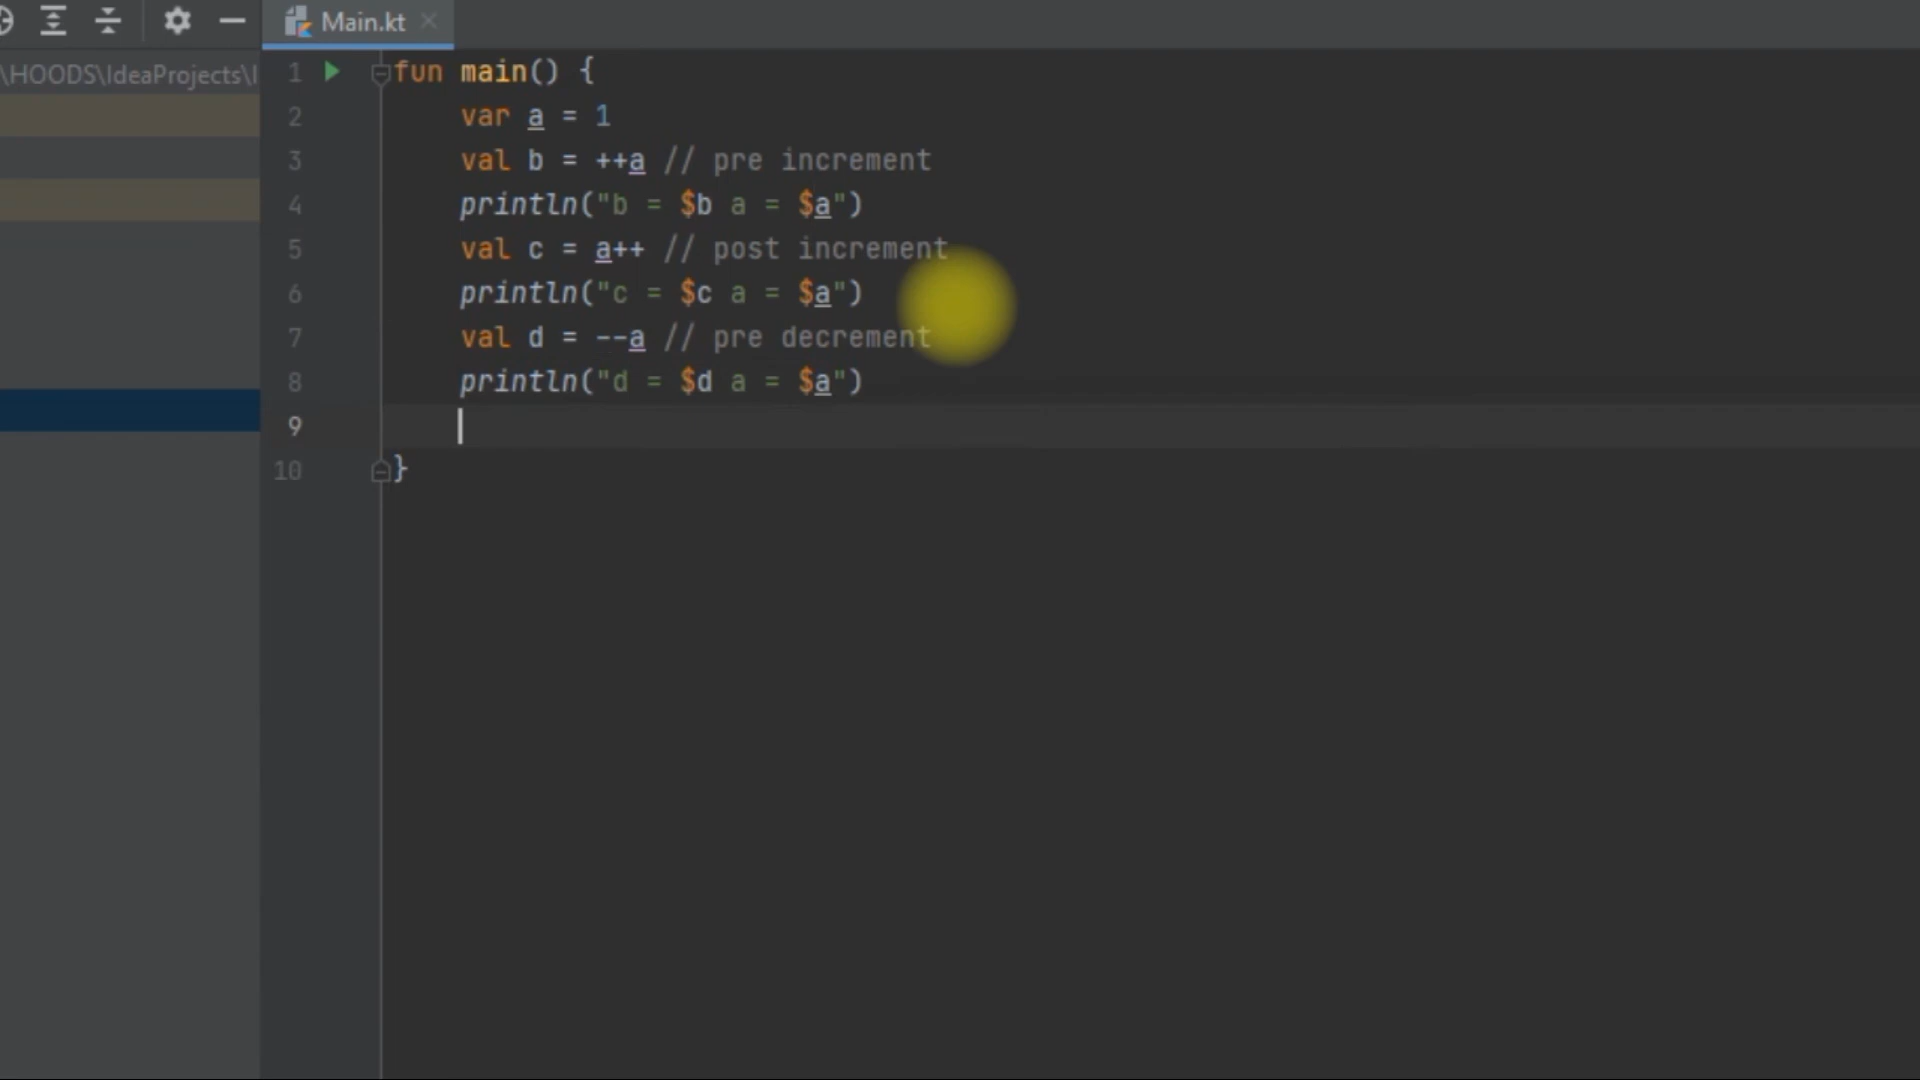 Main.kt
\HOODS\IdeaProjects\
1 fun main() {
2 var a = 1
3 val b = ++a // pre increment
4 println("b = $b a = $a")
5 val c = a++ // post increment
6 println("c = $c a = $a")
7 val d = --a // pre decrement
8 println("d = $d a = $a")
9
10 }